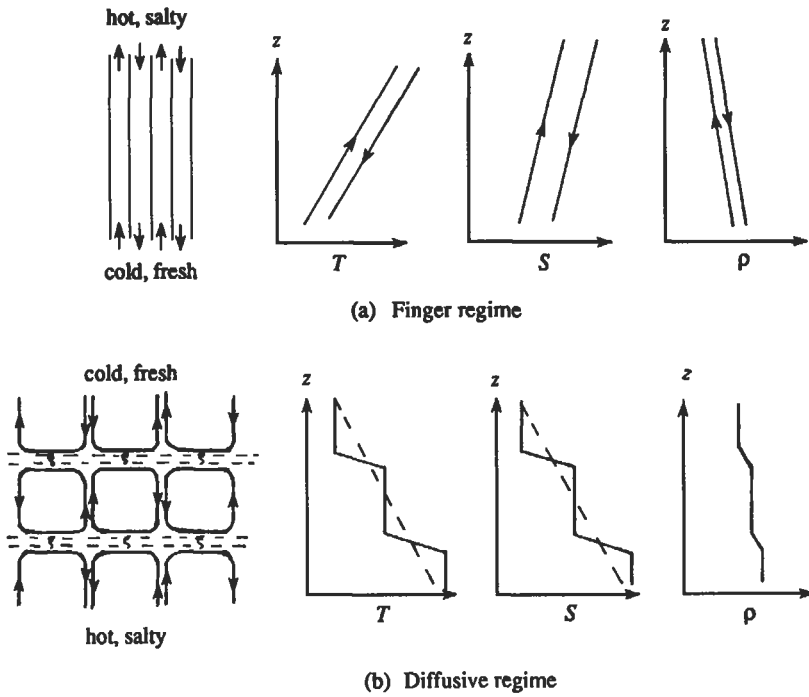 hot, salty
z
z
z
cold, fresh
T
S
ρ
(a) Finger regime
cold, fresh
z
z
z
hot, salty
T
S
ρ
(b) Diffusive regime